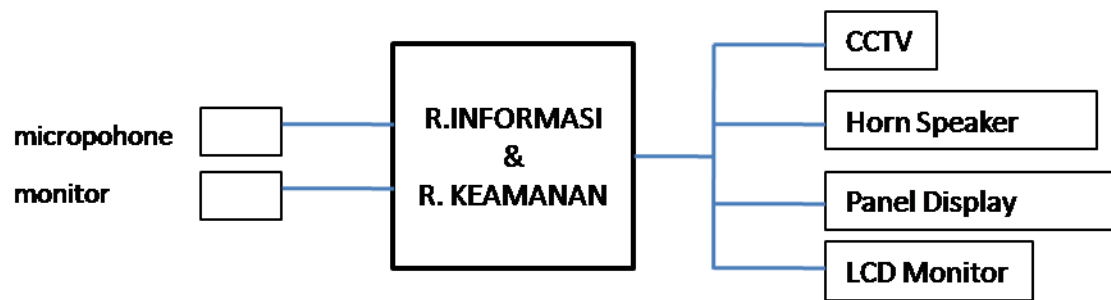 micropohone
monitor
R.INFORMASI
&
R. KEAMANAN
CCTV
Horn Speaker
Panel Display
LCD Monitor